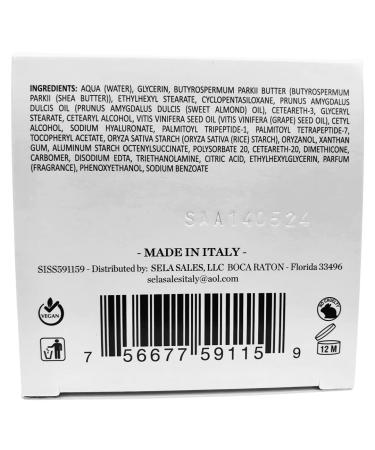 INGREDIENTS: AQUA (WATER), GLYCERIN, BUTYROSPERMUM PARKII BUTTER (BUTYROSPERMUM
PARKII (SHEA BUTTER)), ETHYLHEXYL STEARATE, CYCLOPENTASILOXANE, PRUNUS AMYGDALUS
DULCIS OIL (PRUNUS AMYGDALUS DULCIS (SWEET ALMOND) OIL), CETEARETH-3, GLYCERYL
STEARATE, CETEARYL ALCOHOL, VITIS VINIFERA SEED OIL (VITIS VINIFERA (GRAPE) SEED OIL), CETYL
ALCOHOL, SODIUM HYALURONATE, PALMITOYL TRIPEPTIDE-1, PALMITOYL TETRAPEPTIDE-7,
TOCOPHERYL ACETATE, ORYZA SATIVA STARCH (ORYZA SATIVA (RICE) STARCH), ORYZANOL, XANTHAN
GUM, ALUMINUM STARCH OCTENYLSUCCINATE, POLYSORBATE 20, CETEARETH-20, DIMETHICONE,
CARBOMER, DISODIUM EDTA, TRIETHANOLAMINE, CITRIC ACID, ETHYLHEXYLGLYCERIN, PARFUM
(FRAGRANCE), PHENOXYETHANOL, SODIUM BENZOATE
SAA140524
- MADE IN ITALY -
SISS591159 - Distributed by: SELA SALES, LLC BOCA RATON - Florida 33496
selasalesitaly@aol.com
VEGAN
NO CRUELTY
12 M
7 56677 59115 9